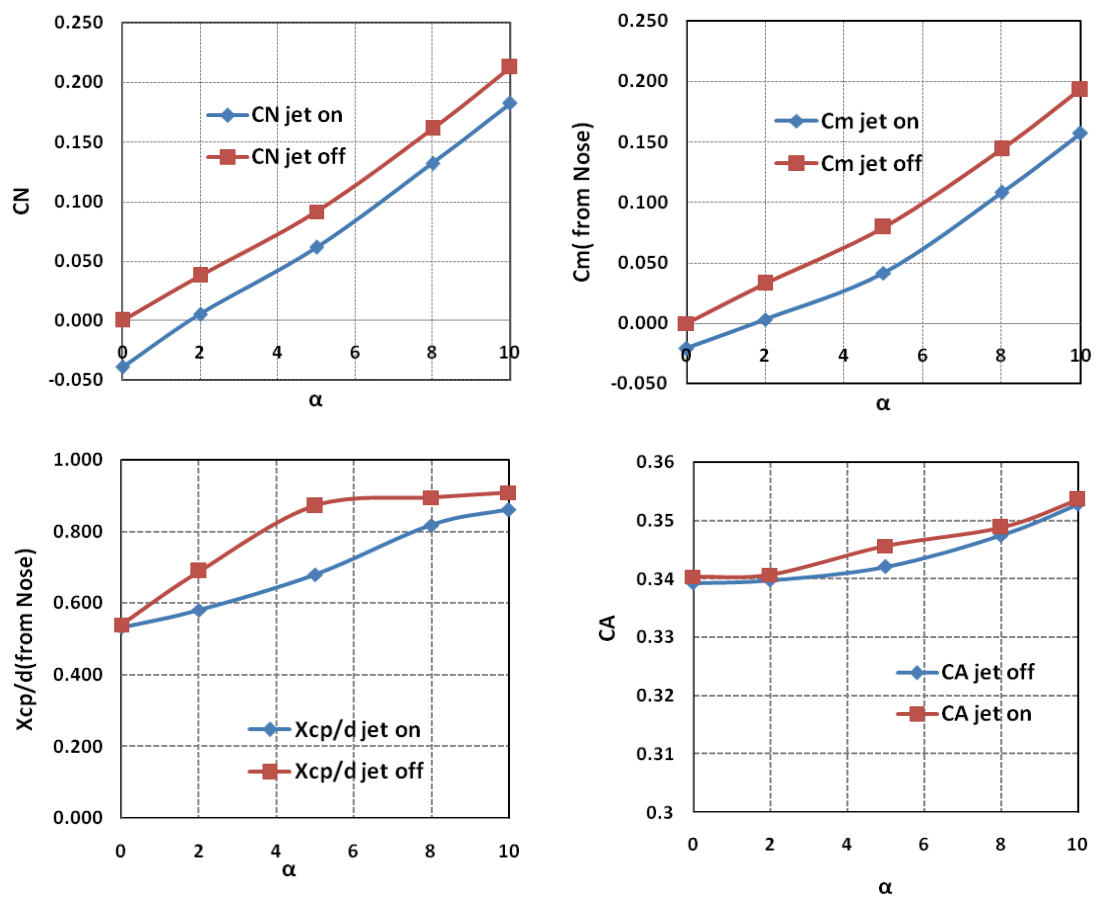 0.250
0.200
0.150
0.100
0.050
0.000
-0.050
CN
CN jet on
CN jet off
0 2 4 6 8 10
α
0.250
0.200
0.150
0.100
0.050
0.000
-0.050
Cm( from Nose)
Cm jet on
Cm jet off
0 2 4 6 8 10
α
1.000
0.800
0.600
0.400
0.200
0.000
Xcp/d(from Nose)
Xcp/d jet on
Xcp/d jet off
0 2 4 6 8 10
α
0.36
0.35
0.34
0.33
0.32
0.31
0.3
CA
CA jet off
CA jet on
0 2 4 6 8 10
α